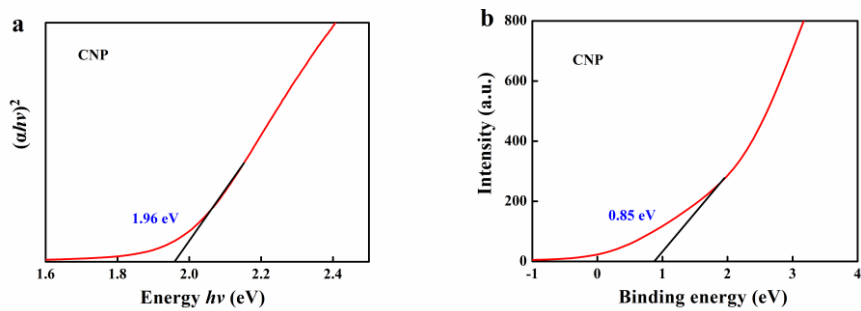 a
CNP
(αhν)²
1.96 eV
1.6 1.8 2.0 2.2 2.4
Energy hν (eV)
b
CNP
Intensity (a.u.)
800
600
400
200
0
0.85 eV
-1 0 1 2 3 4
Binding energy (eV)